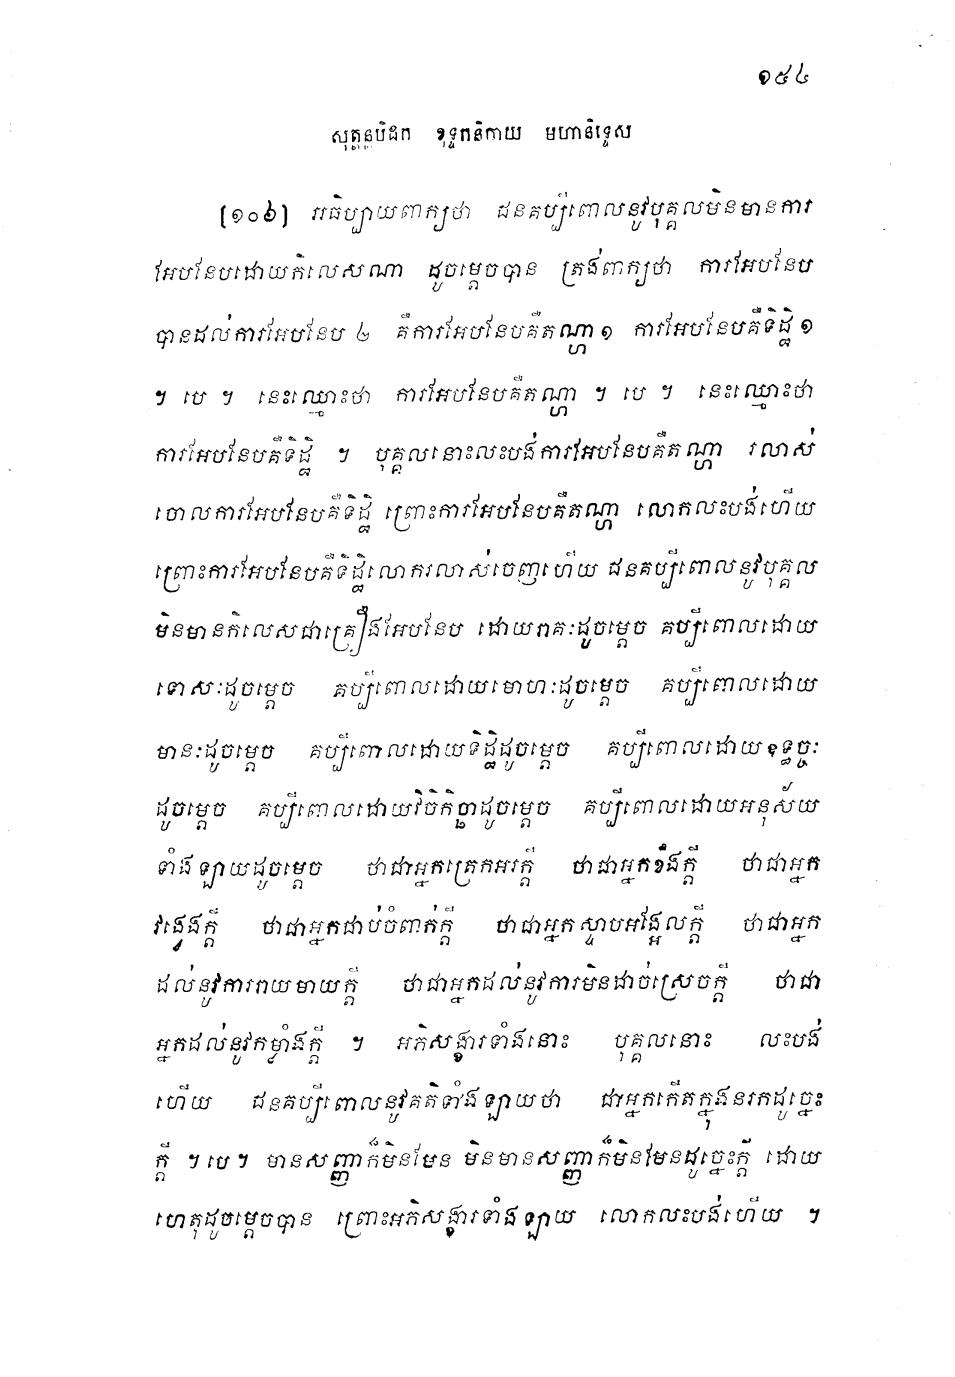 ១៥៤
សុត្តន្តបិដក ខុទ្ទកនិកាយ មហានិទ្ទេស
[១០៦] អធិប្បាយពាក្យថា ជនគប្បីពោលនូវបុគ្គលមិនមានការ
អែបនែបដោយកិលេសណា ដូចម្តេចបាន ត្រង់ពាក្យថា ការអែបនែប
បានដល់ការអែបនែប ២ គឺការអែបនែបគឺតណ្ហា ១ ការអែបនែបគឺទិដ្ឋិ ១
។ បេ ។ នេះឈ្មោះថា ការអែបនែបគឺតណ្ហា ។ បេ ។ នេះឈ្មោះថា
ការអែបនែបគឺទិដ្ឋិ ។ បុគ្គលនោះលះបង់ការអែបនែបគឺតណ្ហា រលាស់
ចោលការអែបនែបគឺទិដ្ឋិ ព្រោះការអែបនែបគឺតណ្ហា លោកលះបង់ហើយ
ព្រោះការអែបនែបគឺទិដ្ឋិលោករលាស់ចេញហើយ ជនគប្បីពោលនូវបុគ្គល
មិនមានកិលេសជាគ្រឿងអែបនែប ដោយរាគៈដូចម្តេច គប្បីពោលដោយ
ទោសៈដូចម្តេច គប្បីពោលដោយមោហៈដូចម្តេច គប្បីពោលដោយ
មានៈដូចម្តេច គប្បីពោលដោយទិដ្ឋិដូចម្តេច គប្បីពោលដោយឧទ្ធច្ចៈ
ដូចម្តេច គប្បីពោលដោយវិចិកិច្ឆាដូចម្តេច គប្បីពោលដោយអនុស័យ
ទាំងឡាយដូចម្តេច ថាជាអ្នកត្រេកអរក្តី ថាជាអ្នកខឹងក្តី ថាជាអ្នក
វង្វេងក្តី ថាជាអ្នកជាប់ចំពាក់ក្តី ថាជាអ្នកស្ទាបអង្អែលក្តី ថាជាអ្នក
ដល់នូវការរាយមាយក្តី ថាជាអ្នកដល់នូវការមិនដាច់ស្រេចក្តី ថាជា
អ្នកដល់នូវកម្លាំងក្តី ។ អភិសង្ខារទាំងនោះ បុគ្គលនោះ លះបង់
ហើយ ជនគប្បីពោលនូវគតិទាំងឡាយថា ជាអ្នកកើតក្នុងនរកដូច្នេះ
ក្តី ។ បេ ។ មានសញ្ញាក៏មិនមែន មិនមានសញ្ញាក៏មិនមែនដូច្នេះក្តី ដោយ
ហេតុដូចម្តេចបាន ព្រោះអភិសង្ខារទាំងឡាយ លោកលះបង់ហើយ ។